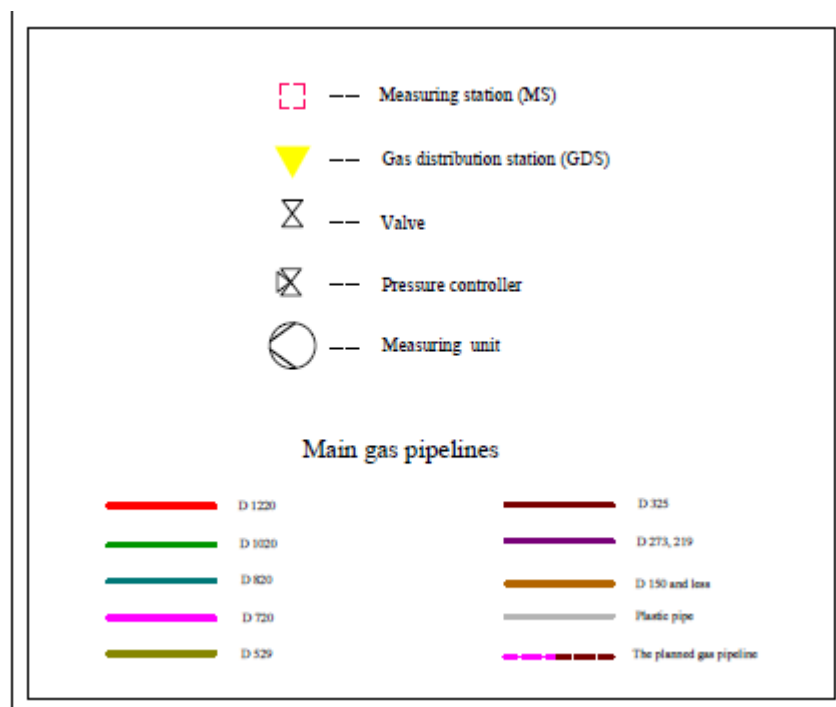 -- Measuring station (MS)
-- Gas distribution station (GDS)
-- Valve
-- Pressure controller
-- Measuring unit
Main gas pipelines
D 1220
D 1020
D 820
D 720
D 529
D 325
D 273, 219
D 150 and less
Plastic pipe
The planned gas pipeline